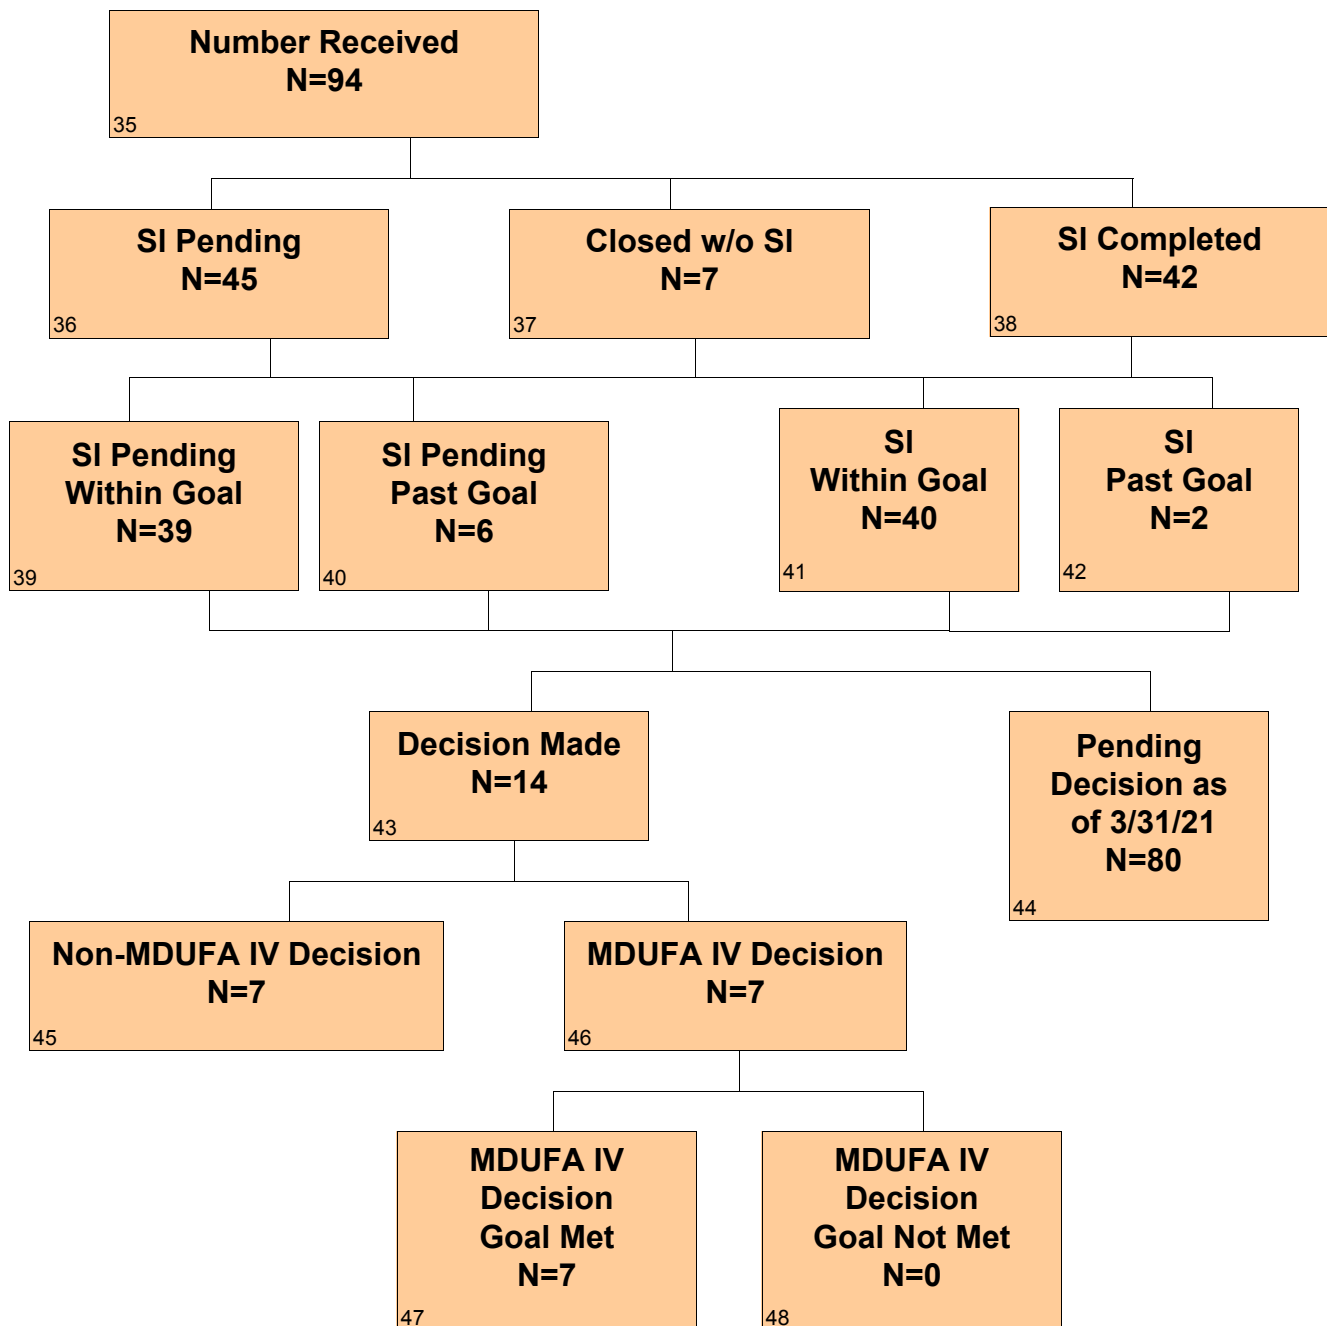 Number Received
N=94
35
SI Pending
N=45
36
Closed w/o SI
N=7
37
SI Completed
N=42
38
SI Pending
Within Goal
N=39
39
SI Pending
Past Goal
N=6
40
SI
Within Goal
N=40
41
SI
Past Goal
N=2
42
Decision Made
N=14
43
Pending
Decision as
of 3/31/21
N=80
44
Non-MDUFA IV Decision
N=7
45
MDUFA IV Decision
N=7
46
MDUFA IV
Decision
Goal Met
N=7
47
MDUFA IV
Decision
Goal Not Met
N=0
48